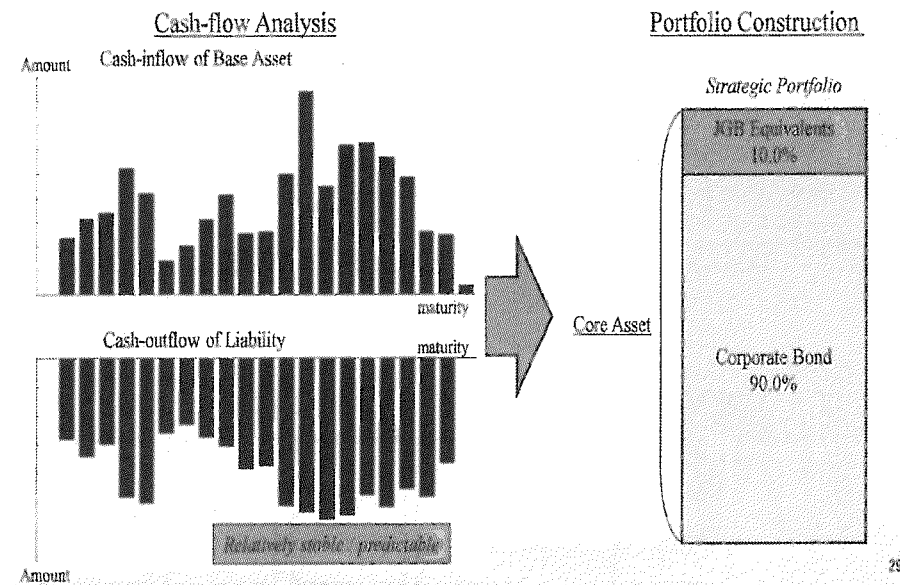 Cash-flow Analysis
Portfolio Construction
Amount
Cash-inflow of Base Asset
Strategic Portfolio
JGB Equivalents
10.0%
maturity
Cash-outflow of Liability
maturity
Core Asset
Corporate Bond
90.0%
Relatively stable predictable
Amount
29